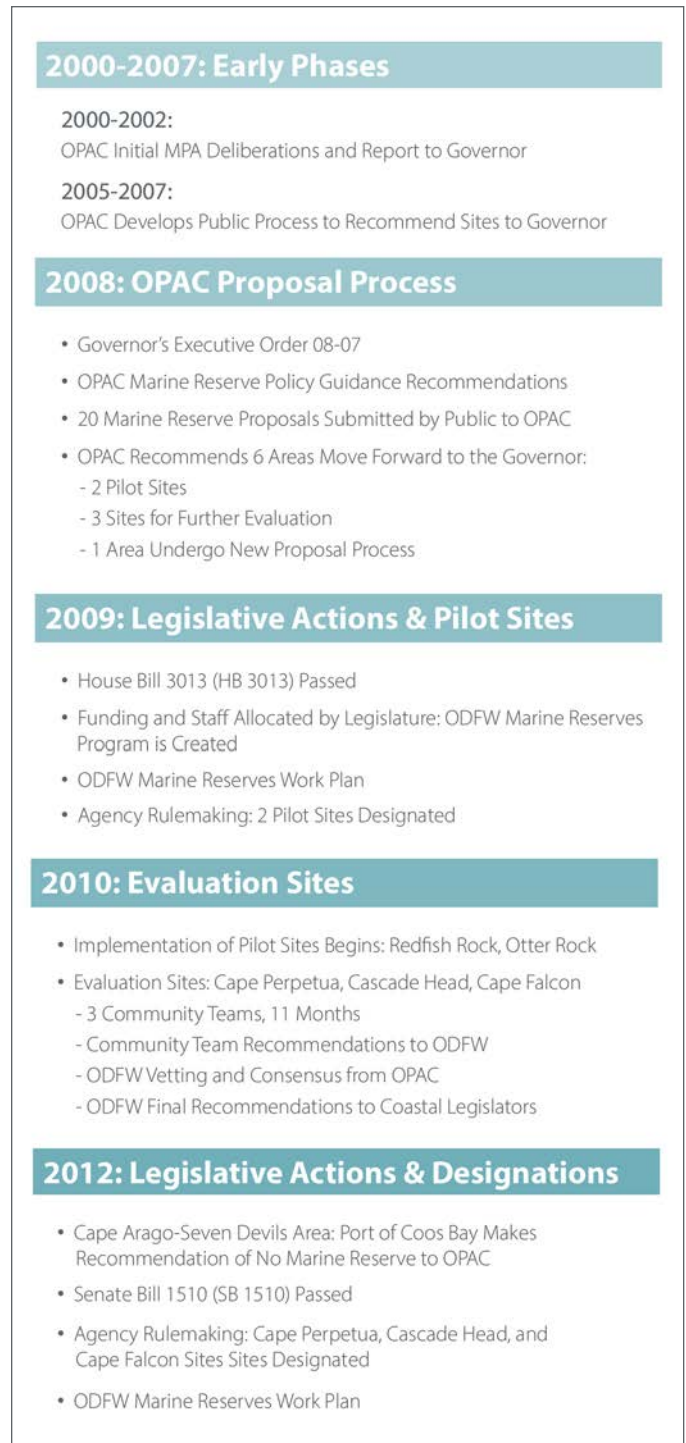 2000-2007: Early Phases
2000-2002:
OPAC Initial MPA Deliberations and Report to Governor
2005-2007:
OPAC Develops Public Process to Recommend Sites to Governor
2008: OPAC Proposal Process
• Governor's Executive Order 08-07
• OPAC Marine Reserve Policy Guidance Recommendations
• 20 Marine Reserve Proposals Submitted by Public to OPAC
• OPAC Recommends 6 Areas Move Forward to the Governor:
- 2 Pilot Sites
- 3 Sites for Further Evaluation
- 1 Area Undergo New Proposal Process
2009: Legislative Actions & Pilot Sites
• House Bill 3013 (HB 3013) Passed
• Funding and Staff Allocated by Legislature: ODFW Marine Reserves
Program is Created
• ODFW Marine Reserves Work Plan
• Agency Rulemaking: 2 Pilot Sites Designated
2010: Evaluation Sites
• Implementation of Pilot Sites Begins: Redfish Rock, Otter Rock
• Evaluation Sites: Cape Perpetua, Cascade Head, Cape Falcon
- 3 Community Teams, 11 Months
- Community Team Recommendations to ODFW
- ODFW Vetting and Consensus from OPAC
- ODFW Final Recommendations to Coastal Legislators
2012: Legislative Actions & Designations
• Cape Arago-Seven Devils Area: Port of Coos Bay Makes
Recommendation of No Marine Reserve to OPAC
• Senate Bill 1510 (SB 1510) Passed
• Agency Rulemaking: Cape Perpetua, Cascade Head, and
Cape Falcon Sites Sites Designated
• ODFW Marine Reserves Work Plan